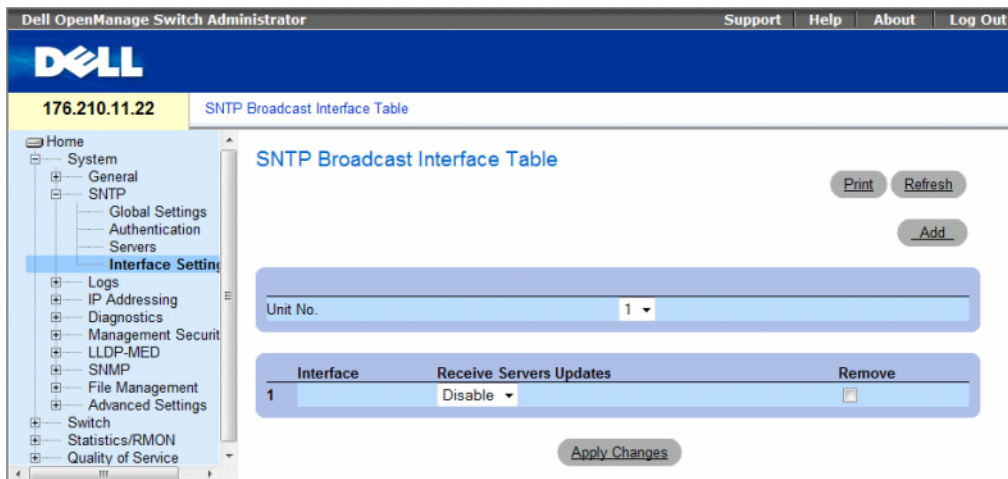 Dell OpenManage Switch Administrator
Support Help About Log Out
DELL
176.210.11.22 SNTP Broadcast Interface Table
Home
System
General
SNTP
Global Settings
Authentication
Servers
Interface Setting
Logs
IP Addressing
Diagnostics
Management Securit
LLDP-MED
SNMP
File Management
Advanced Settings
Switch
Statistics/RMON
Quality of Service
SNTP Broadcast Interface Table
Print Refresh
Add
Unit No. 1
Interface Receive Servers Updates Remove
1 Disable
Apply Changes